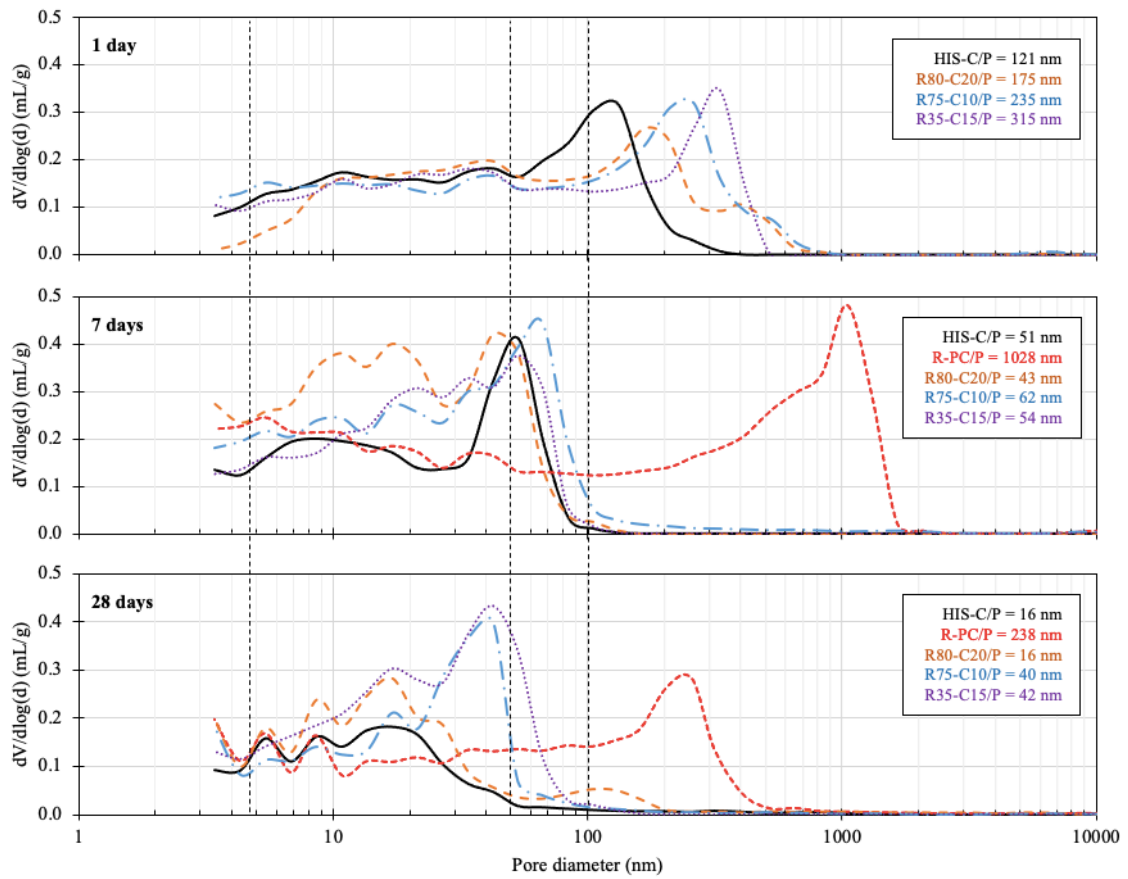 0.5
0.4
0.3
0.2
0.1
0.0
dV/dlog(d) (mL/g)
1 day
HIS-C/P = 121 nm
R80-C20/P = 175 nm
R75-C10/P = 235 nm
R35-C15/P = 315 nm
0.5
0.4
0.3
0.2
0.1
0.0
dV/dlog(d) (mL/g)
7 days
HIS-C/P = 51 nm
R-PC/P = 1028 nm
R80-C20/P = 43 nm
R75-C10/P = 62 nm
R35-C15/P = 54 nm
0.5
0.4
0.3
0.2
0.1
0.0
dV/dlog(d) (mL/g)
28 days
HIS-C/P = 16 nm
R-PC/P = 238 nm
R80-C20/P = 16 nm
R75-C10/P = 40 nm
R35-C15/P = 42 nm
1 10 100 1000 10000
Pore diameter (nm)